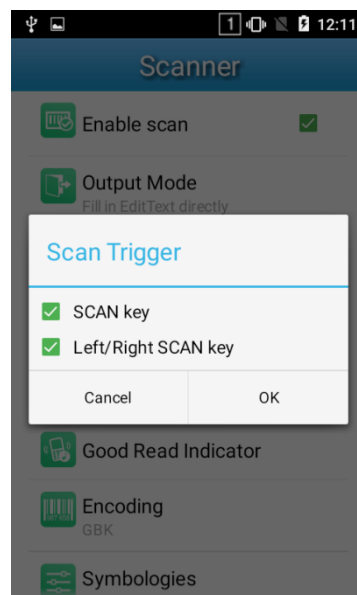 1 12:11
Scanner
Enable scan
Output Mode
Fill in EditText directly
Scan Trigger
SCAN key
Left/Right SCAN key
Cancel OK
Good Read Indicator
Encoding
GBK
Symbologies